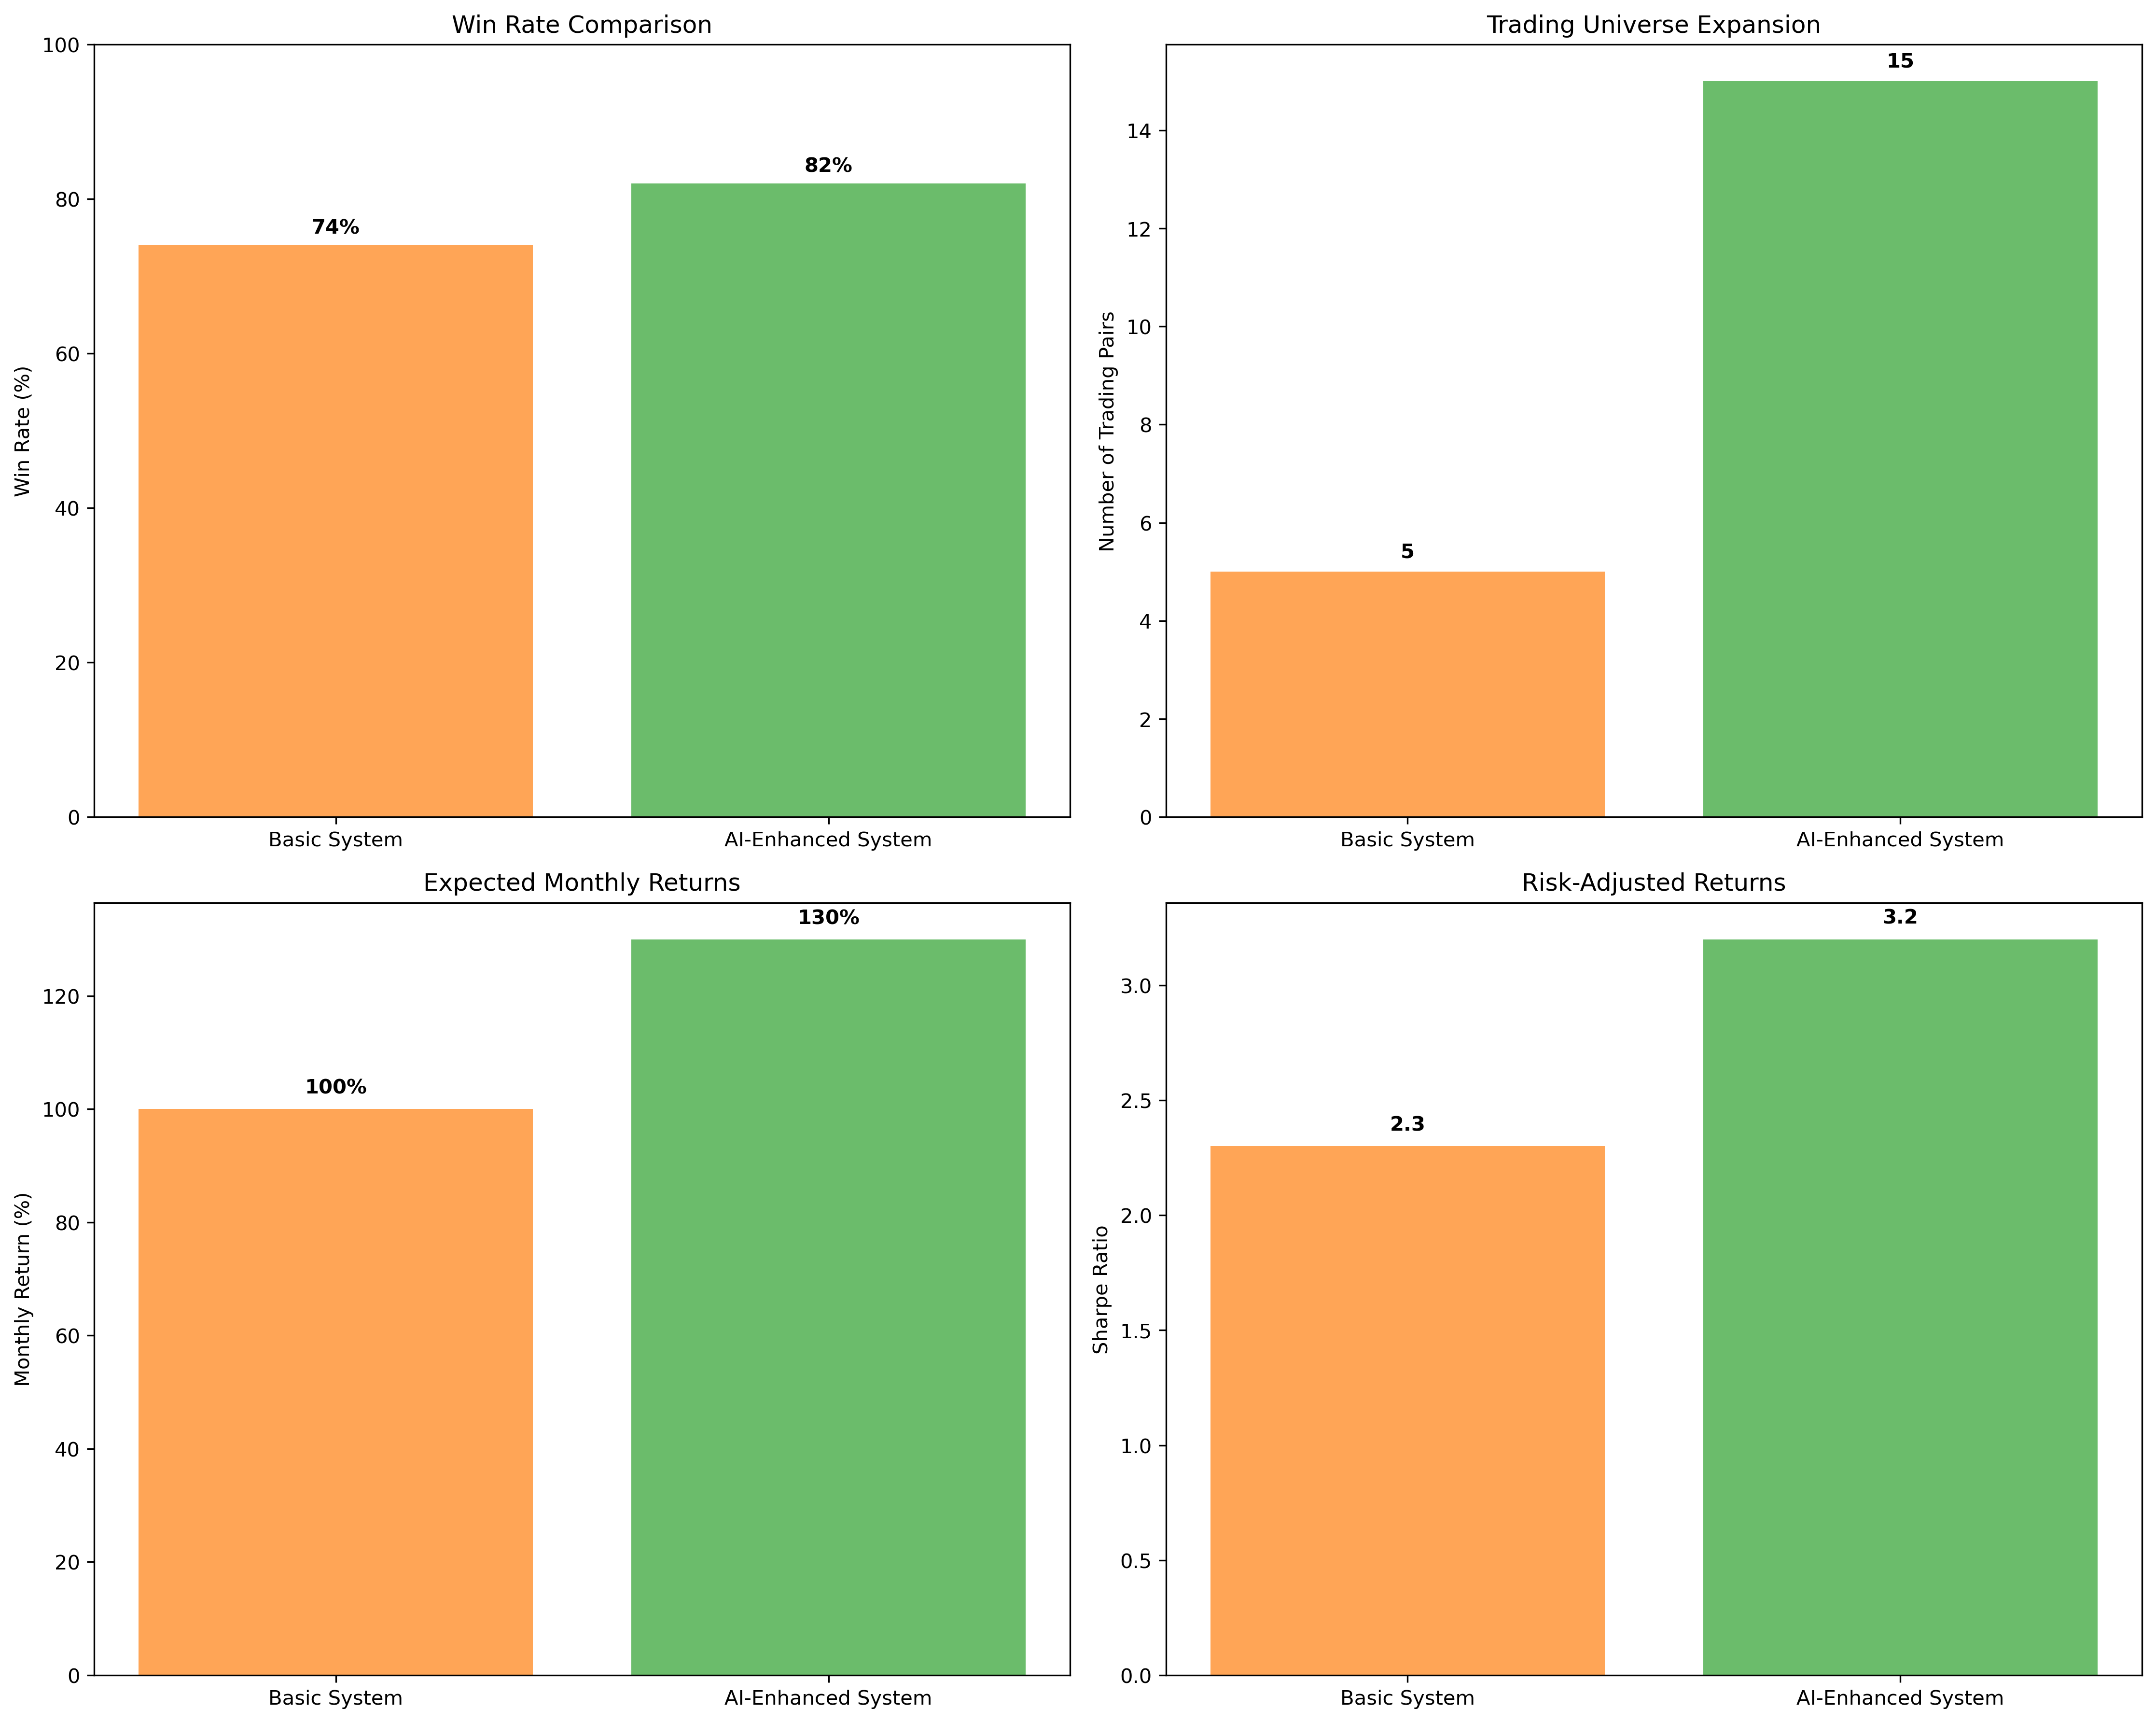 Win Rate Comparison
Win Rate (%)
100
80
60
40
20
0
74%
82%
Basic System
AI-Enhanced System
Trading Universe Expansion
Number of Trading Pairs
14
12
10
8
6
4
2
0
5
15
Basic System
AI-Enhanced System
Expected Monthly Returns
Monthly Return (%)
120
100
80
60
40
20
0
100%
130%
Basic System
AI-Enhanced System
Risk-Adjusted Returns
Sharpe Ratio
3.0
2.5
2.0
1.5
1.0
0.5
0.0
2.3
3.2
Basic System
AI-Enhanced System